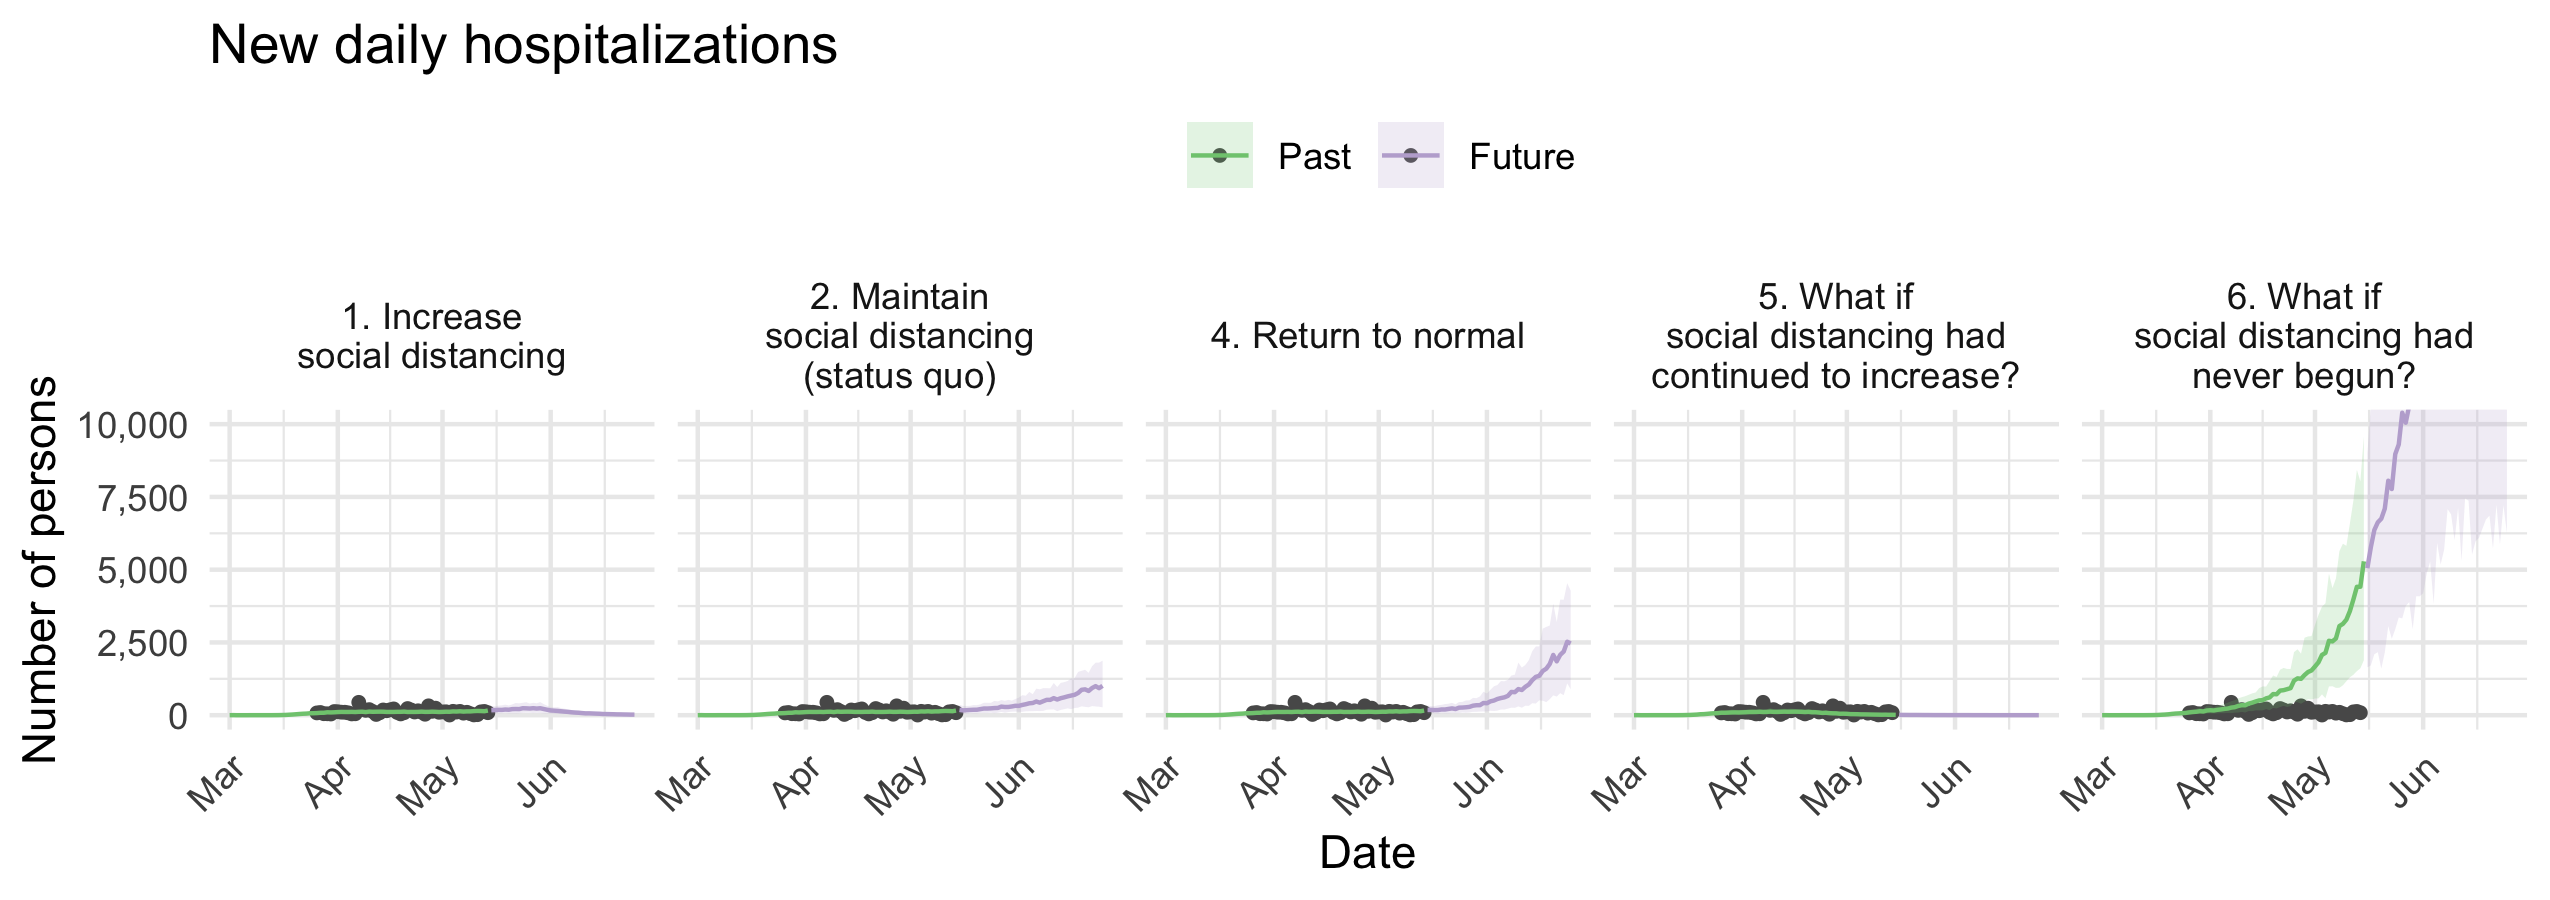 New daily hospitalizations
Past
Future
1. Increase
social distancing
2. Maintain
social distancing
(status quo)
4. Return to normal
5. What if
social distancing had
continued to increase?
6. What if
social distancing had
never begun?
Number of persons
10,000
7,500
5,000
2,500
0
Mar
Apr
May
Jun
Mar
Apr
May
Jun
Mar
Apr
May
Jun
Mar
Apr
May
Jun
Mar
Apr
May
Jun
Date